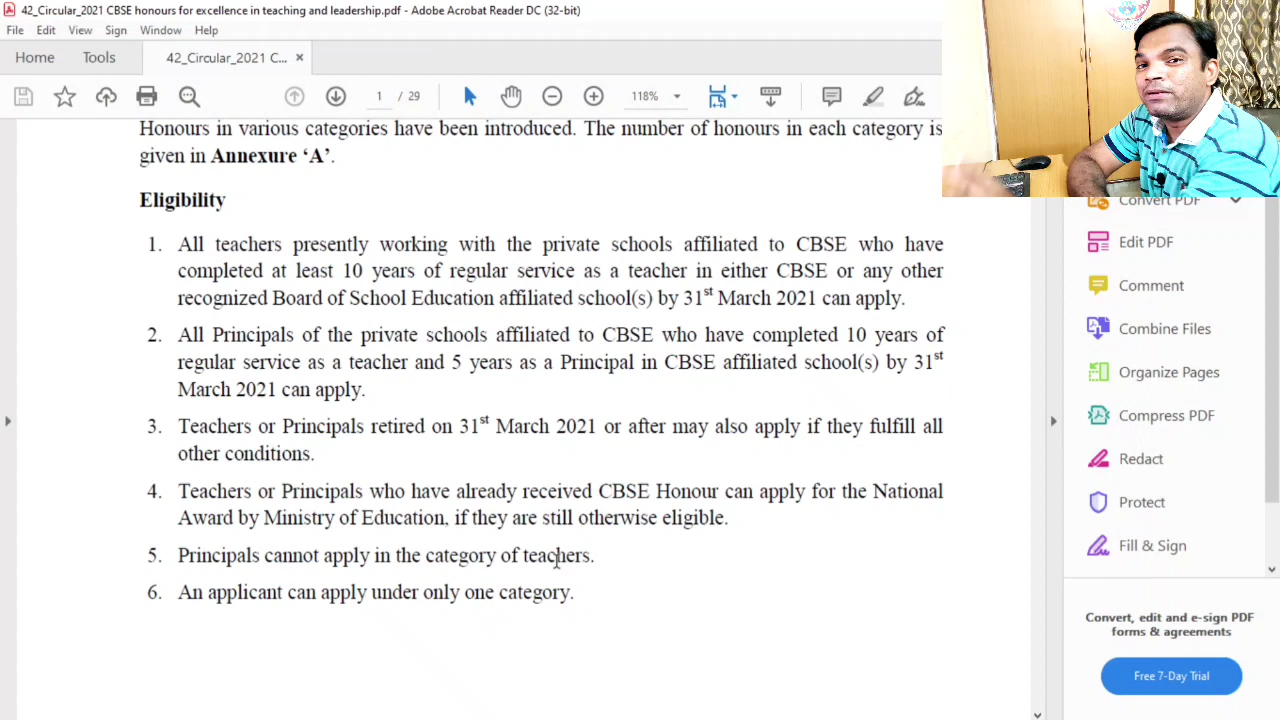 42_Circular_2021 CBSE honours for excellence in teaching and leadership.pdf - Adobe Acrobat Reader DC (32-bit)
File Edit View Sign Window Help
Home Tools 42_Circular_2021 C... ×
1 / 29 118%
Honours in various categories have been introduced. The number of honours in each category is
given in Annexure ‘A’.
Eligibility
1. All teachers presently working with the private schools affiliated to CBSE who have
completed at least 10 years of regular service as a teacher in either CBSE or any other
recognized Board of School Education affiliated school(s) by 31st March 2021 can apply.
2. All Principals of the private schools affiliated to CBSE who have completed 10 years of
regular service as a teacher and 5 years as a Principal in CBSE affiliated school(s) by 31st
March 2021 can apply.
3. Teachers or Principals retired on 31st March 2021 or after may also apply if they fulfill all
other conditions.
4. Teachers or Principals who have already received CBSE Honour can apply for the National
Award by Ministry of Education, if they are still otherwise eligible.
5. Principals cannot apply in the category of teachers.
6. An applicant can apply under only one category.
Convert PDF
Edit PDF
Comment
Combine Files
Organize Pages
Compress PDF
Redact
Protect
Fill & Sign
Convert, edit and e-sign PDF
forms & agreements
Free 7-Day Trial